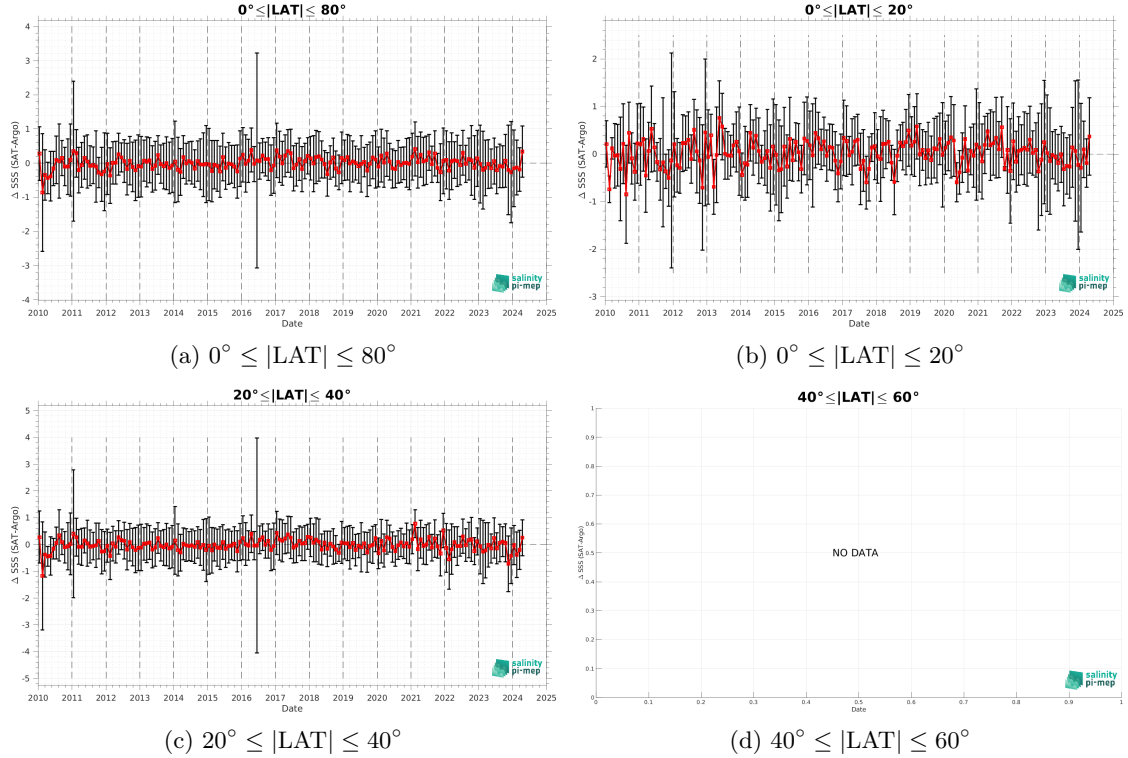 0°≤|LAT|≤ 80°
Δ SSS (SAT-Argo)
4
3
2
1
0
-1
-2
-3
-4
2010 2011 2012 2013 2014 2015 2016 2017 2018 2019 2020 2021 2022 2023 2024 2025
Date
salinity
pi-mep
(a) 0° ≤ |LAT| ≤ 80°
0°≤|LAT|≤ 20°
Δ SSS (SAT-Argo)
2
1
0
-1
-2
-3
2010 2011 2012 2013 2014 2015 2016 2017 2018 2019 2020 2021 2022 2023 2024 2025
Date
salinity
pi-mep
(b) 0° ≤ |LAT| ≤ 20°
20°≤|LAT|≤ 40°
Δ SSS (SAT-Argo)
5
4
3
2
1
0
-1
-2
-3
-4
-5
2010 2011 2012 2013 2014 2015 2016 2017 2018 2019 2020 2021 2022 2023 2024 2025
Date
salinity
pi-mep
(c) 20° ≤ |LAT| ≤ 40°
40°≤|LAT|≤ 60°
Δ SSS (SAT-Argo)
1
0.9
0.8
0.7
0.6
0.5
0.4
0.3
0.2
0.1
0
NO DATA
0 0.1 0.2 0.3 0.4 0.5 0.6 0.7 0.8 0.9 1
Date
salinity
pi-mep
(d) 40° ≤ |LAT| ≤ 60°